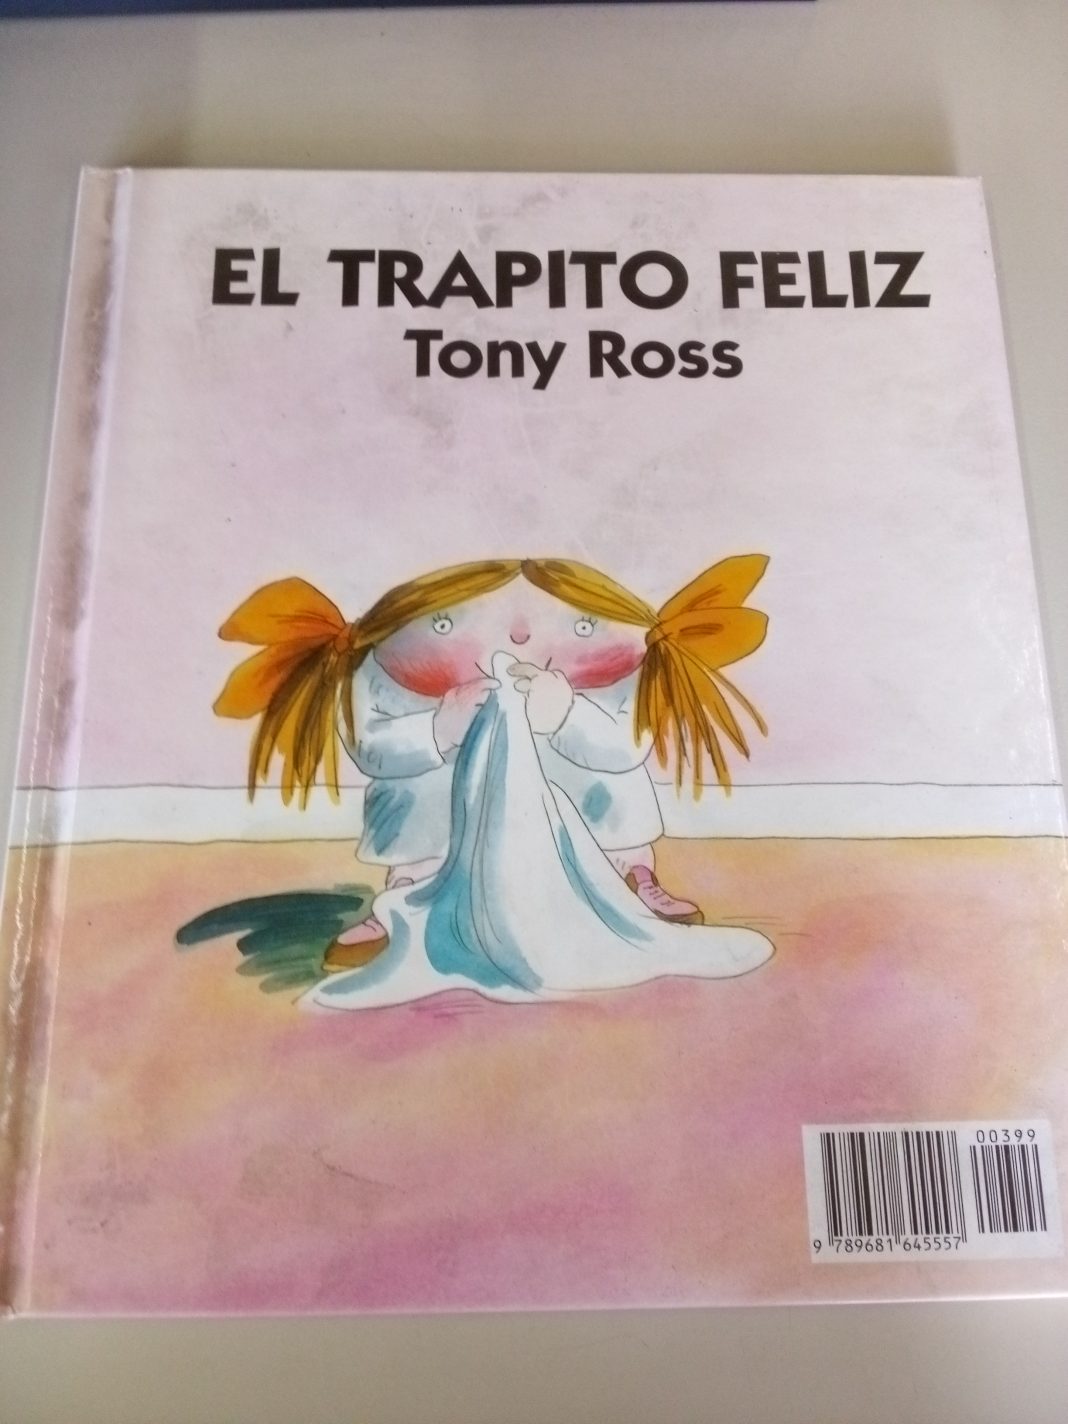 EL TRAPITO FELIZ
Tony Ross
00399
9 789681 645557